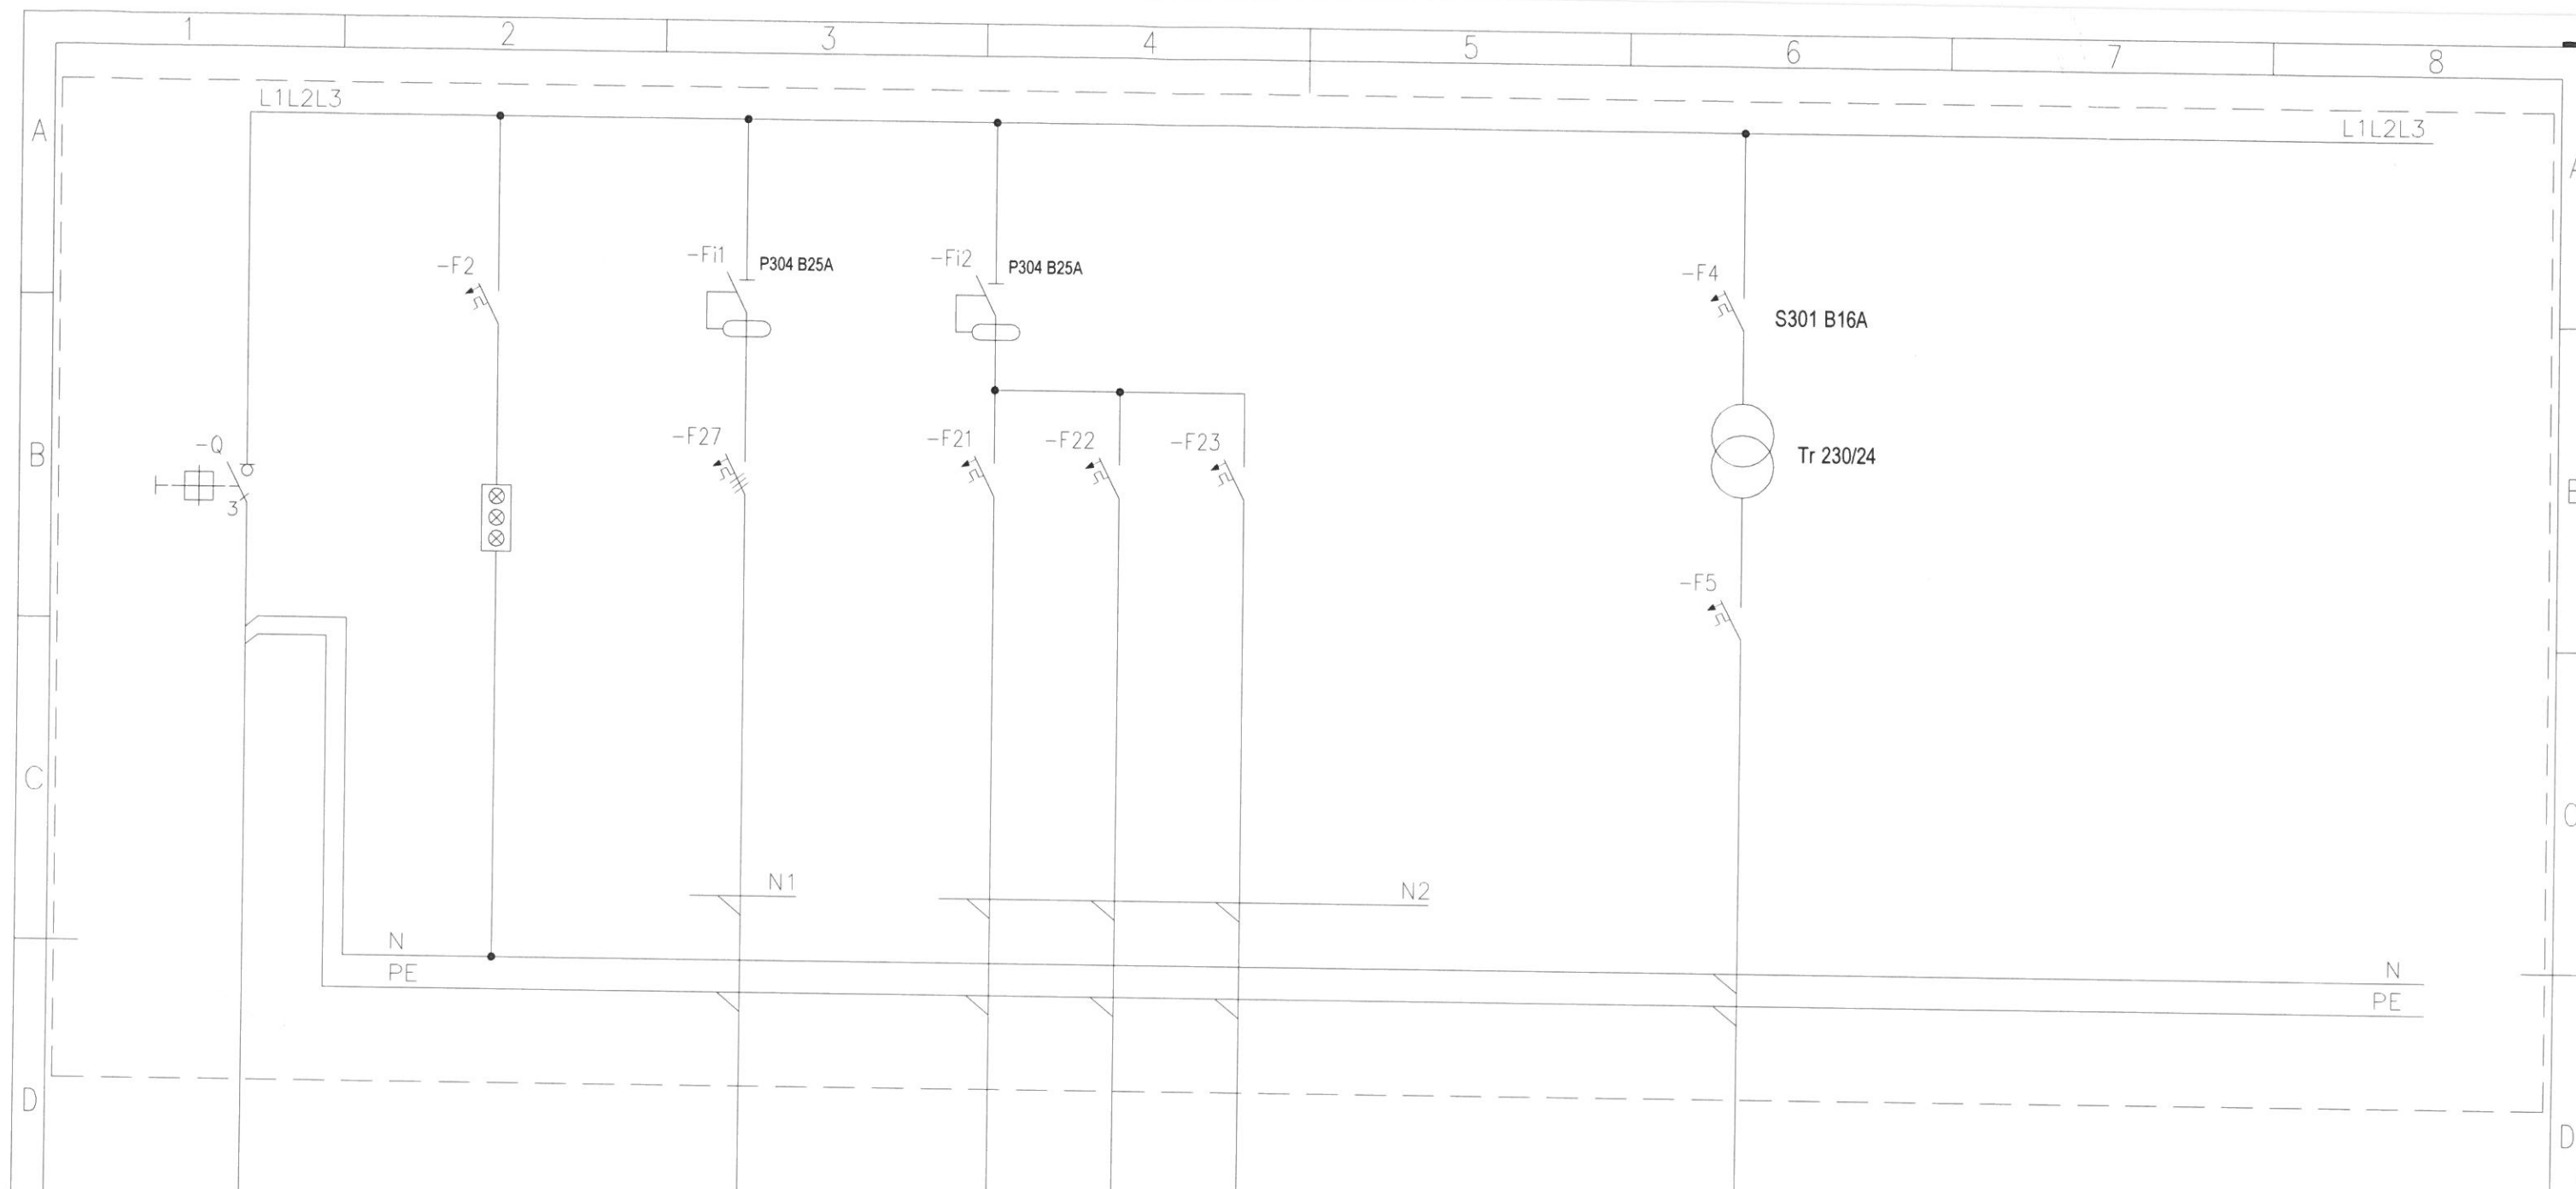 1 2 3 4 5 6 7 8
L1L2L3
L1L2L3
A
-F2
-Fi1
P304 B25A
-Fi2
P304 B25A
-F4
S301 B16A
B
-Q
3
-F27
-F21
-F22
-F23
Tr 230/24
-F5
C
N1
N2
N
PE
N
PE
D
D